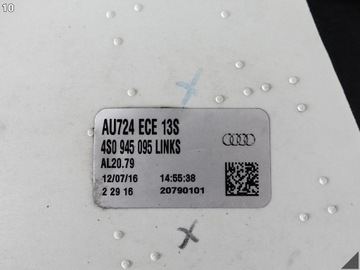 10
AU724 ECE 13S
4S0 945 095 LINKS
AL20.79
12/07/16 14:55:38
2 29 16 20790101